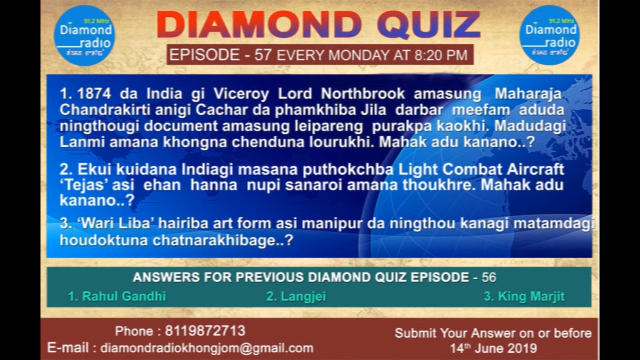 91.2 MHz
Diamond
radio
DIAMOND QUIZ
91.2 MHz
Diamond
radio
EPISODE - 57 EVERY MONDAY AT 8:20 PM
1. 1874 da India gi Viceroy Lord Northbrook amasung Maharaja
Chandrakirti anigi Cachar da phamkhiba Jila darbar meefam aduda
ningthougi document amasung leipareng purakpa kaokhi. Madudagi
Lanmi amana khongna chenduna lourukhi. Mahak adu kanano..?
2. Ekui kuidana Indiagi masana puthokchba Light Combat Aircraft
‘Tejas’ asi ehan hanna nupi sanaroi amana thoukhre. Mahak adu
kanano..?
3. ‘Wari Liba’ hairiba art form asi manipur da ningthou kanagi matamdagi
houdoktuna chatnarakhibage..?
ANSWERS FOR PREVIOUS DIAMOND QUIZ EPISODE - 56
1. Rahul Gandhi 2. Langjei 3. King Marjit
Phone : 8119872713
E-mail : diamondradiokhongjom@gmail.com
Submit Your Answer on or before
14th June 2019